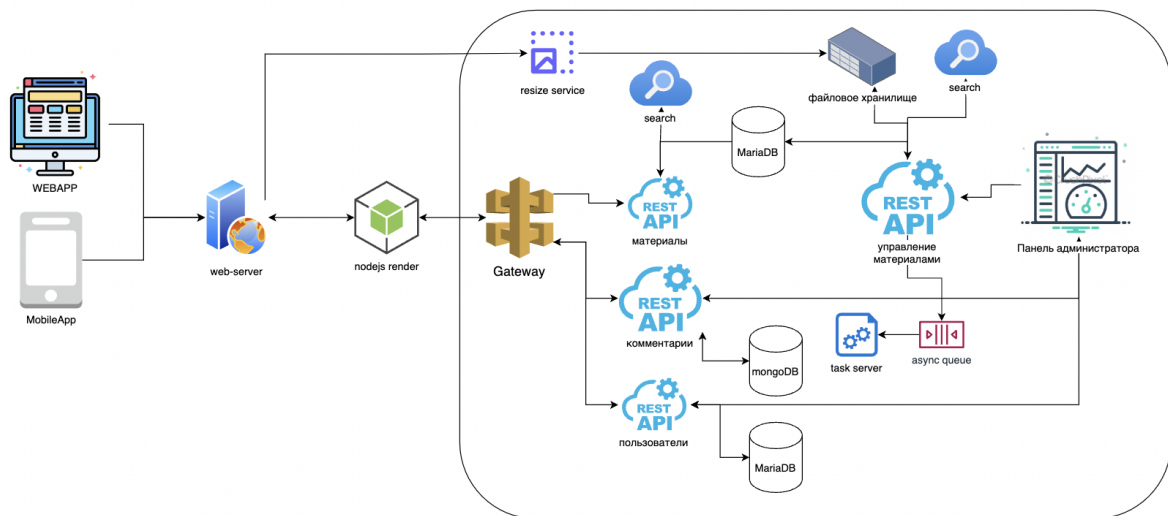 resize service
файловое хранилище
search
search
MariaDB
WEBAPP
REST
API
материалы
REST
API
управление
материалами
Панель администратора
web-server
nodejs render
Gateway
MobileApp
REST
API
комментарии
mongoDB
task server
async queue
REST
API
пользователи
MariaDB